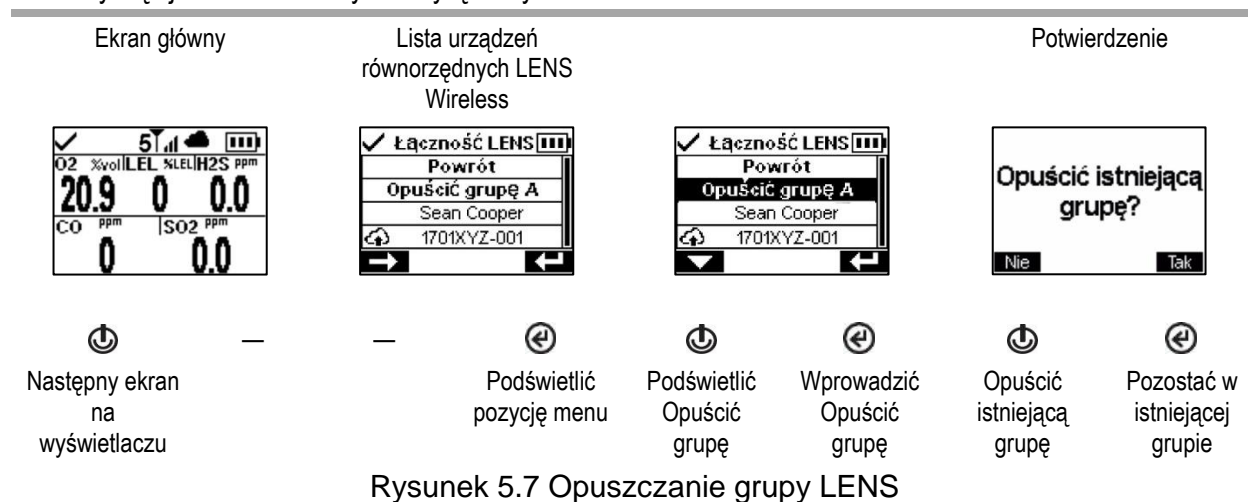 Ekran główny
Lista urządzeń
równorzędnych LENS
Wireless
Potwierdzenie
5
O2 %vol LEL %LEL H2S ppm
20.9 0 0.0
CO ppm SO2 ppm
0 0.0
Łączność LENS
Powrót
Opuścić grupę A
Sean Cooper
1701XYZ-001
Łączność LENS
Powrót
Opuścić grupę A
Sean Cooper
1701XYZ-001
Opuścić istniejącą
grupę?
Nie Tak
— —
Następny ekran
na
wyświetlaczu
Podświetlić
pozycję menu
Podświetlić
Opuścić
grupę
Wprowadzić
Opuścić
grupę
Opuścić
istniejącą
grupę
Pozostać w
istniejącej
grupie
Rysunek 5.7 Opuszczanie grupy LENS